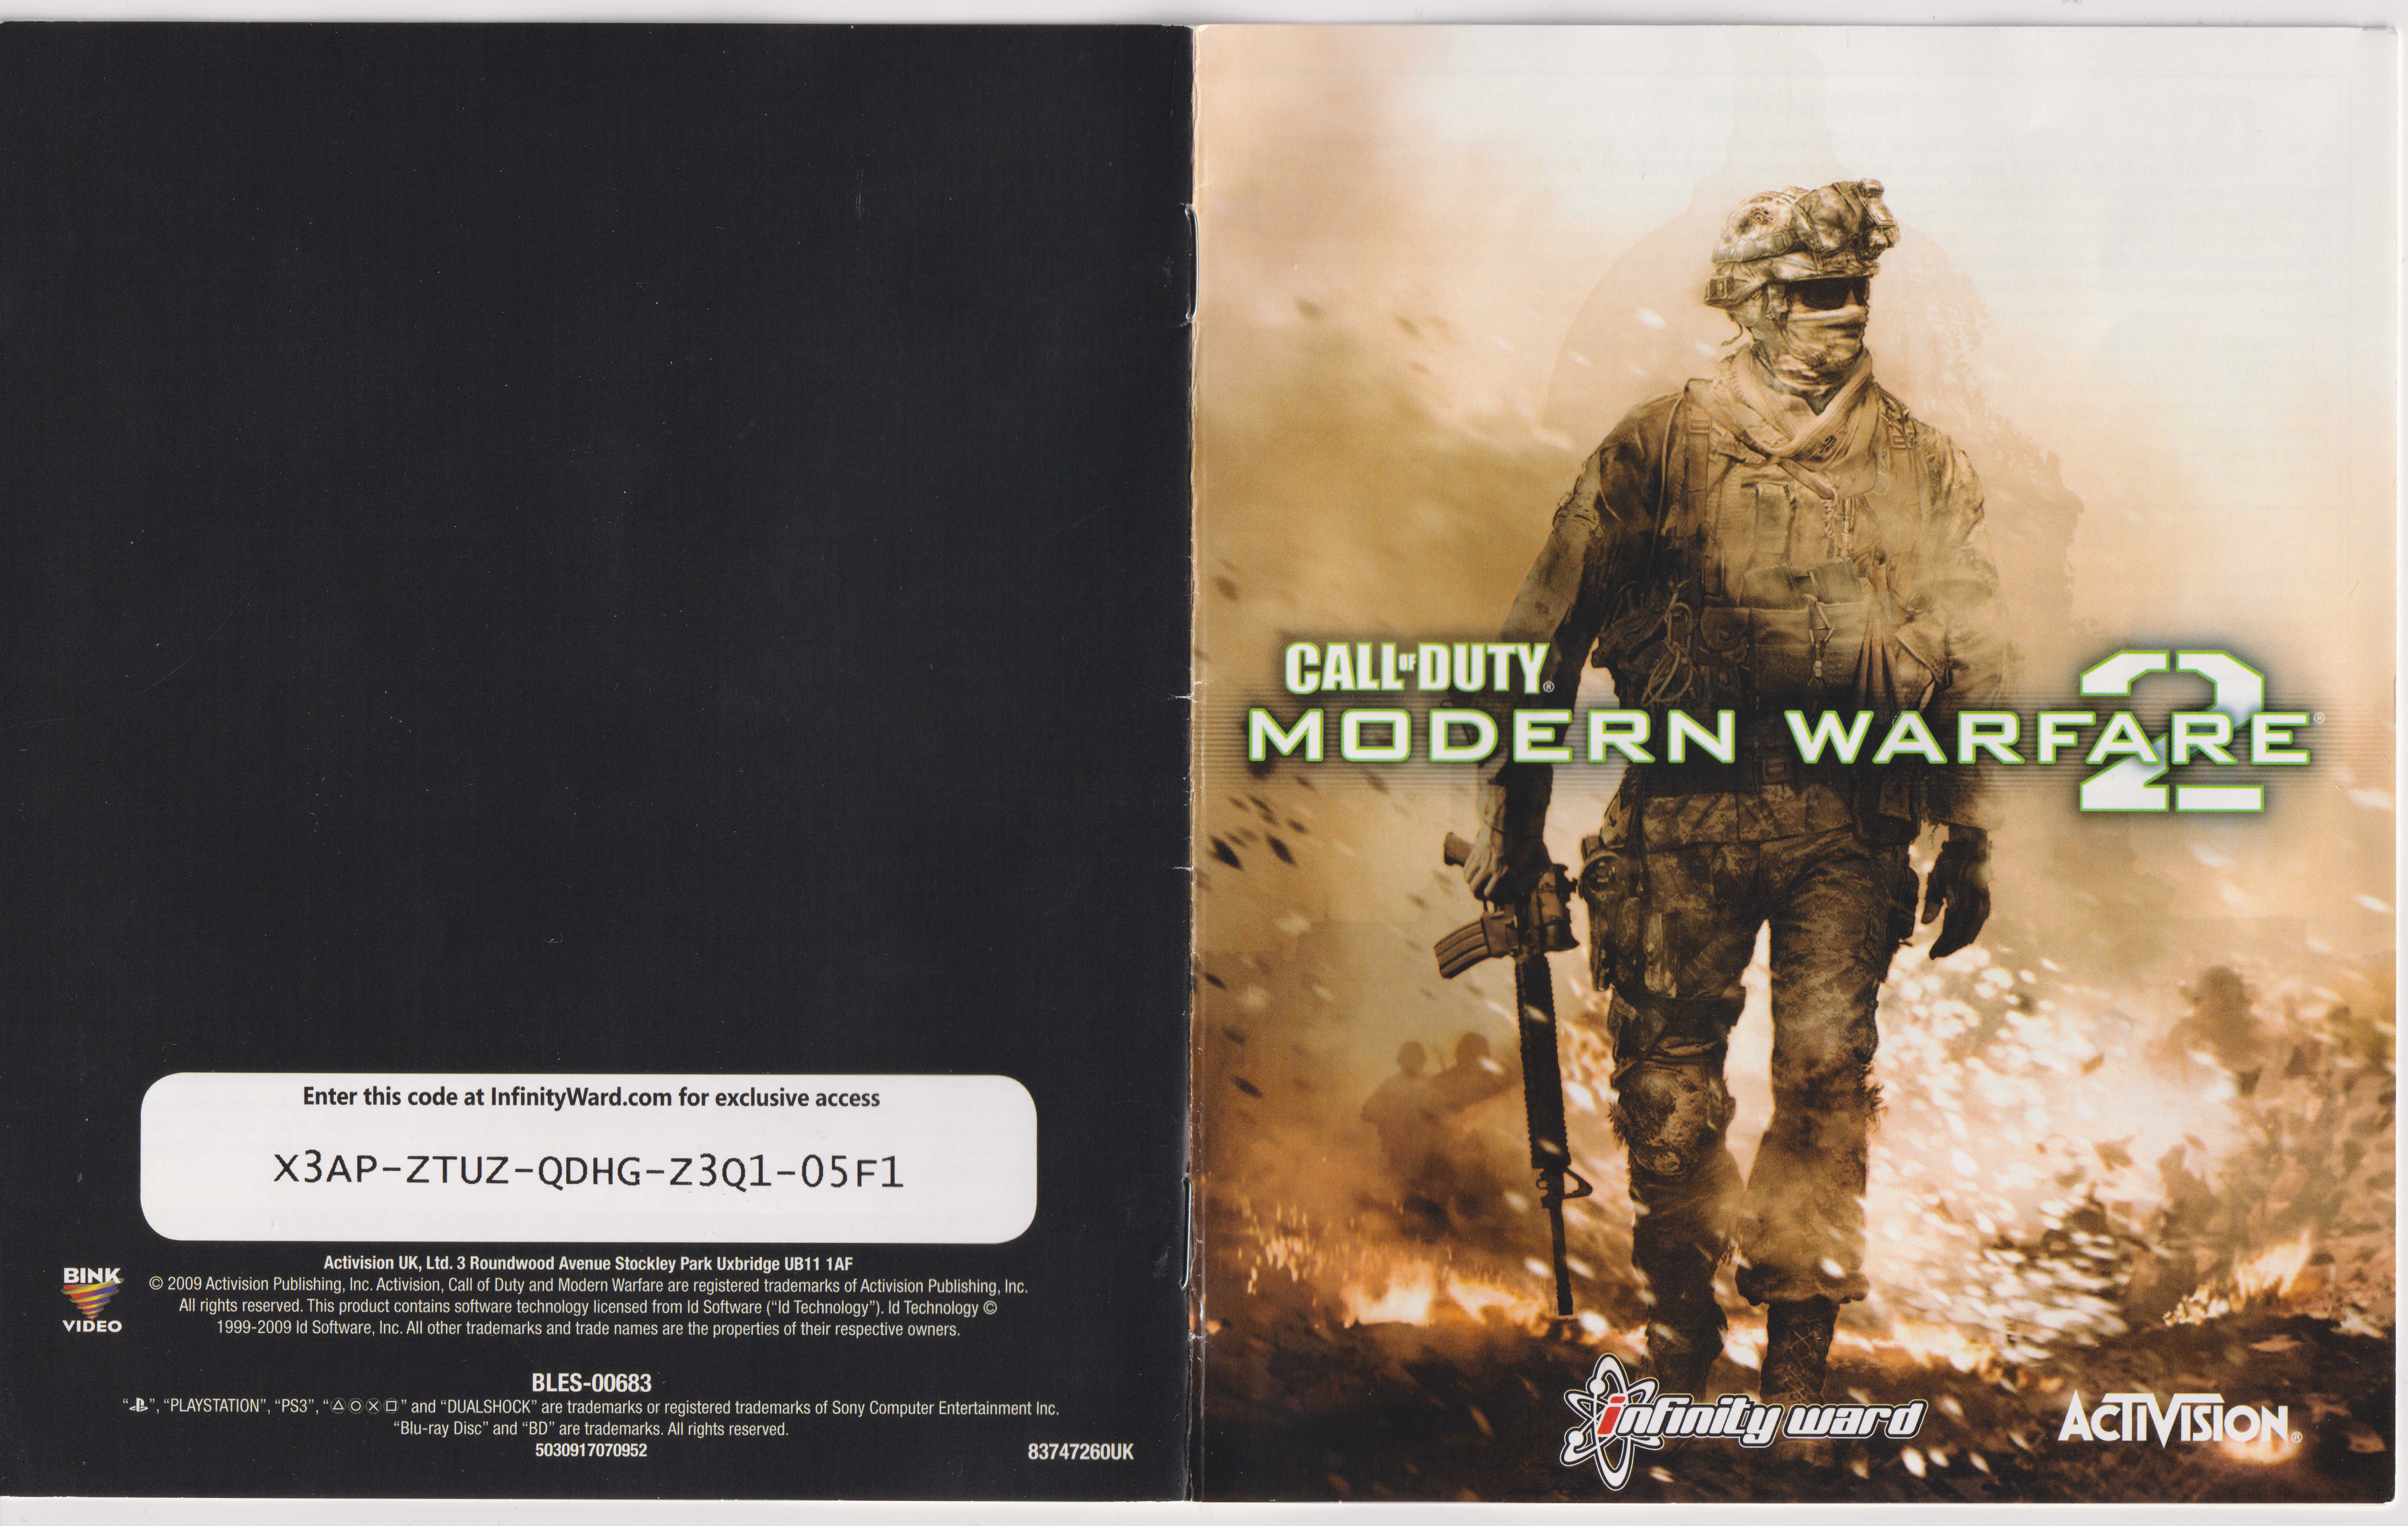 Enter this code at InfinityWard.com for exclusive access
X3AP-ZTUZ-QDHG-Z3Q1-05F1
BINK
VIDEO
Activision UK, Ltd. 3 Roundwood Avenue Stockley Park Uxbridge UB11 1AF
© 2009 Activision Publishing, Inc. Activision, Call of Duty and Modern Warfare are registered trademarks of Activision Publishing, Inc.
All rights reserved. This product contains software technology licensed from Id Software (“Id Technology”). Id Technology ©
1999-2009 Id Software, Inc. All other trademarks and trade names are the properties of their respective owners.
BLES-00683
“PS”, “PLAYSTATION”, “PS3”, “△○✕□” and “DUALSHOCK” are trademarks or registered trademarks of Sony Computer Entertainment Inc.
“Blu-ray Disc” and “BD” are trademarks. All rights reserved.
5030917070952
83747260UK
CALL OF DUTY®
MODERN WARFARE® 2
infinity ward
ACTIVISION®